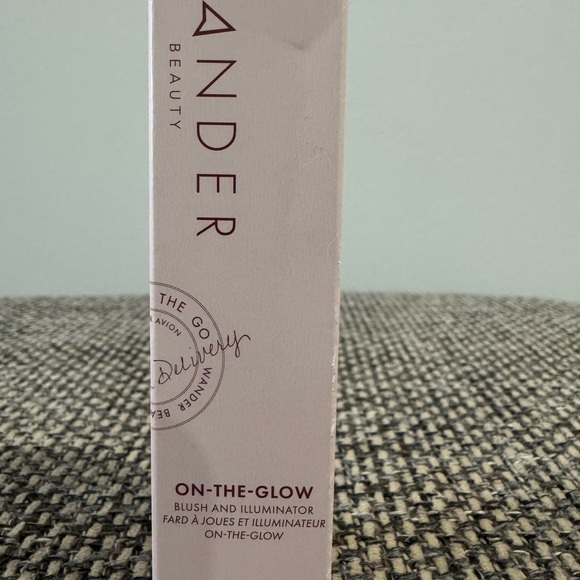 ANDER
BEAUTY
THE GO WANDER BEA
AVION
Delivery
ON-THE-GLOW
BLUSH AND ILLUMINATOR
FARD À JOUES ET ILLUMINATEUR
ON-THE-GLOW